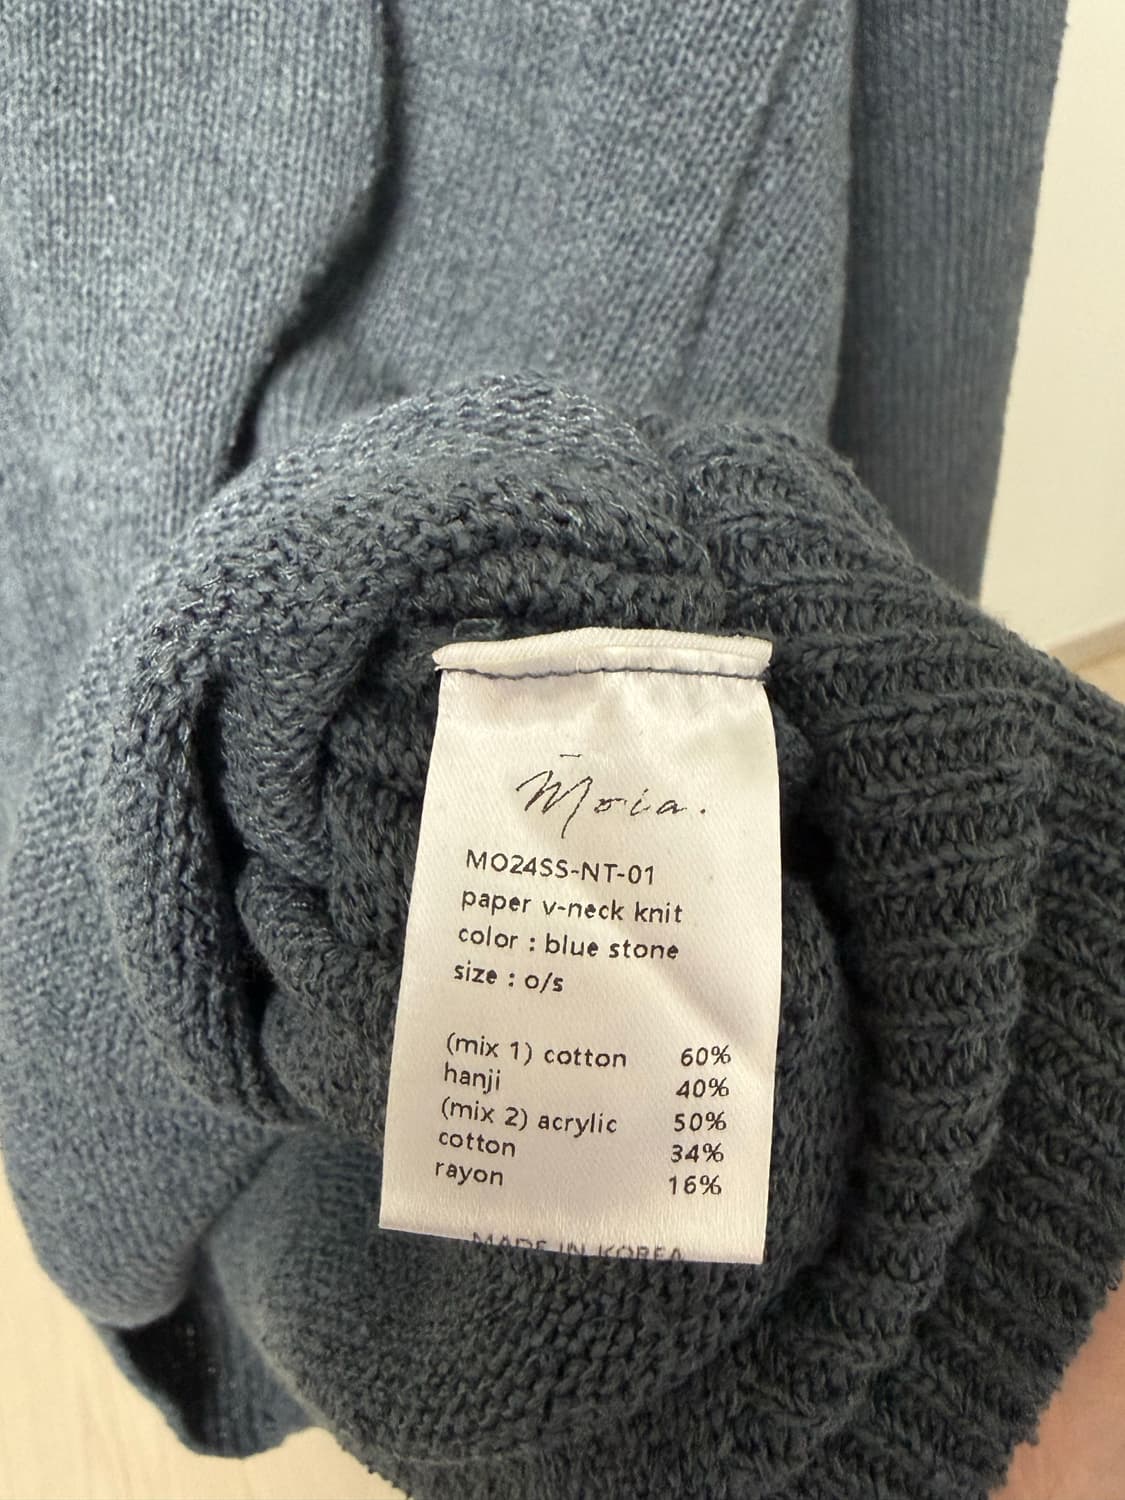 Moia.
MO24SS-NT-01
paper v-neck knit
color : blue stone
size : o/s
(mix 1) cotton 60%
hanji 40%
(mix 2) acrylic 50%
cotton 34%
rayon 16%
MADE IN KOREA